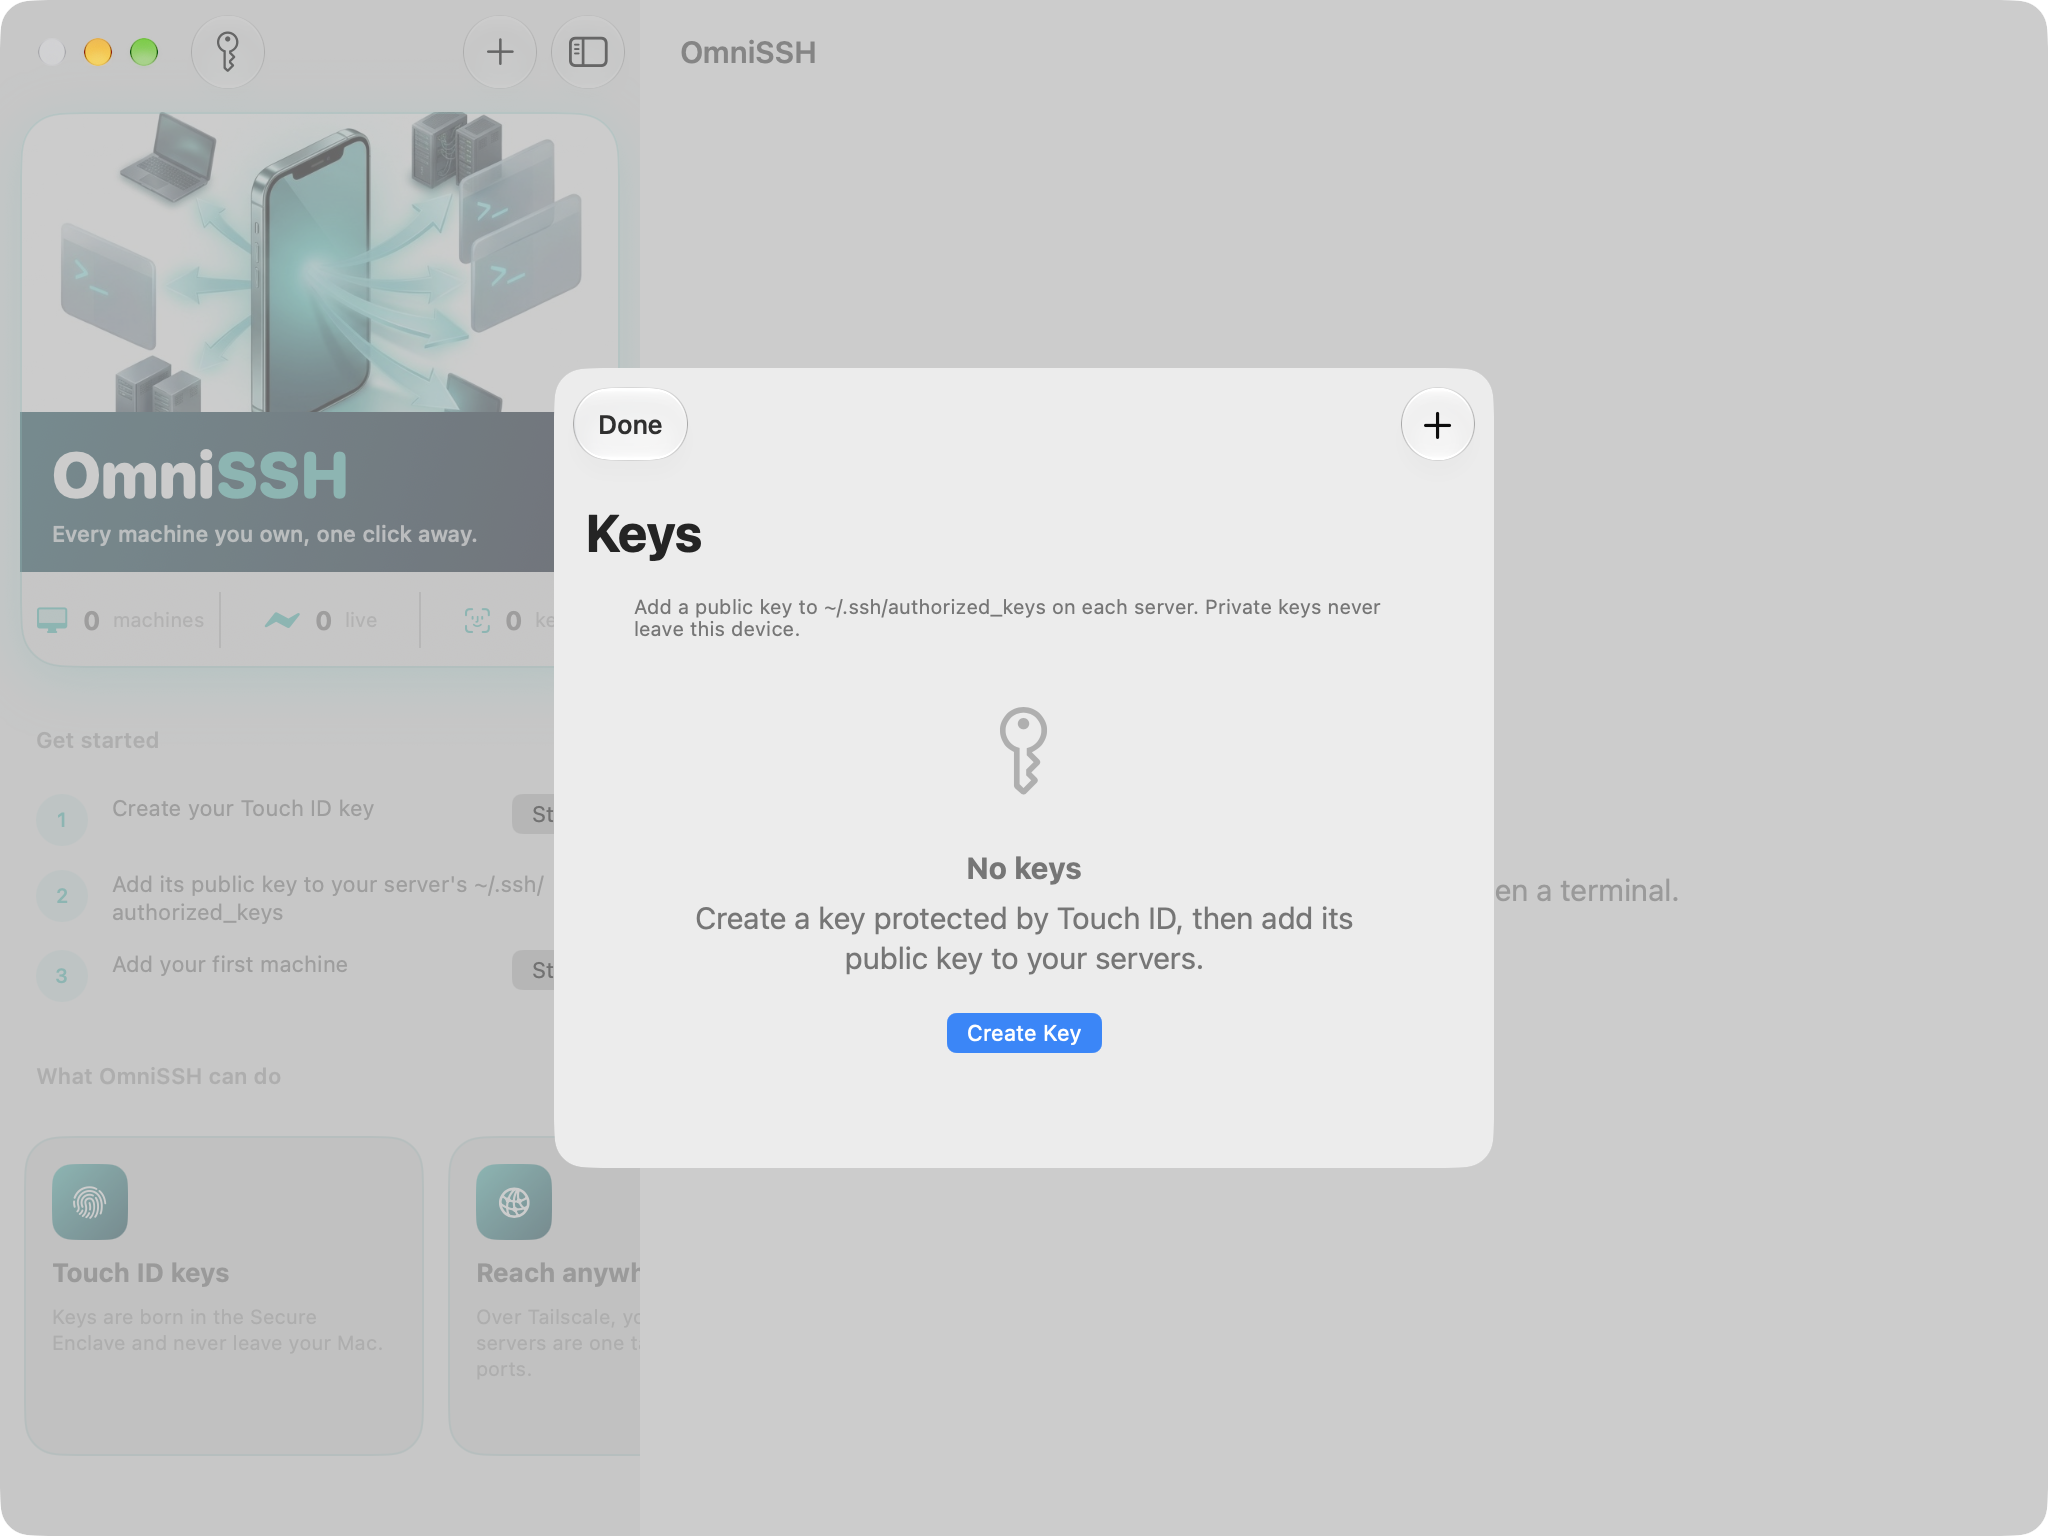 OmniSSH
>_
>_
>_
OmniSSH
Every machine you own, one click away.
0 machines
0 live
0
Get started
1 Create your Touch ID key
2 Add its public key to your server's ~/.ssh/
authorized_keys
3 Add your first machine
What OmniSSH can do
Touch ID keys
Keys are born in the Secure
Enclave and never leave your Mac.
Reach
Over Tailscale,
servers are one
ports.
Done
Keys
Add a public key to ~/.ssh/authorized_keys on each server. Private keys never
leave this device.
No keys
Create a key protected by Touch ID, then add its
public key to your servers.
Create Key
a terminal.